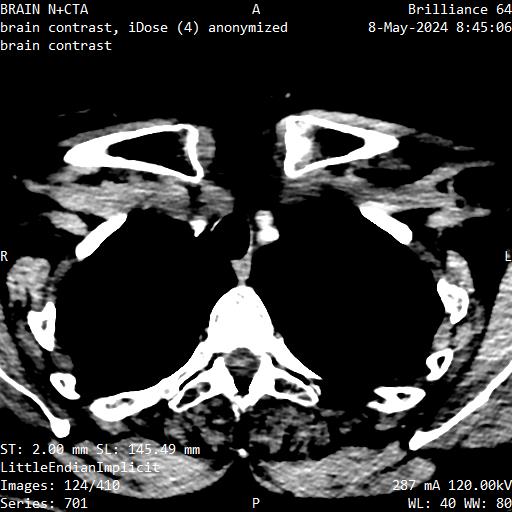 BRAIN N+CTA
brain contrast, iDose (4) anonymized
brain contrast
A
Brilliance 64
8-May-2024 8:45:06
R
L
ST: 2.00 mm SL: 145.49 mm
LittleEndianImplicit
Images: 124/410
Series: 701
P
287 mA 120.00kV
WL: 40 WW: 80